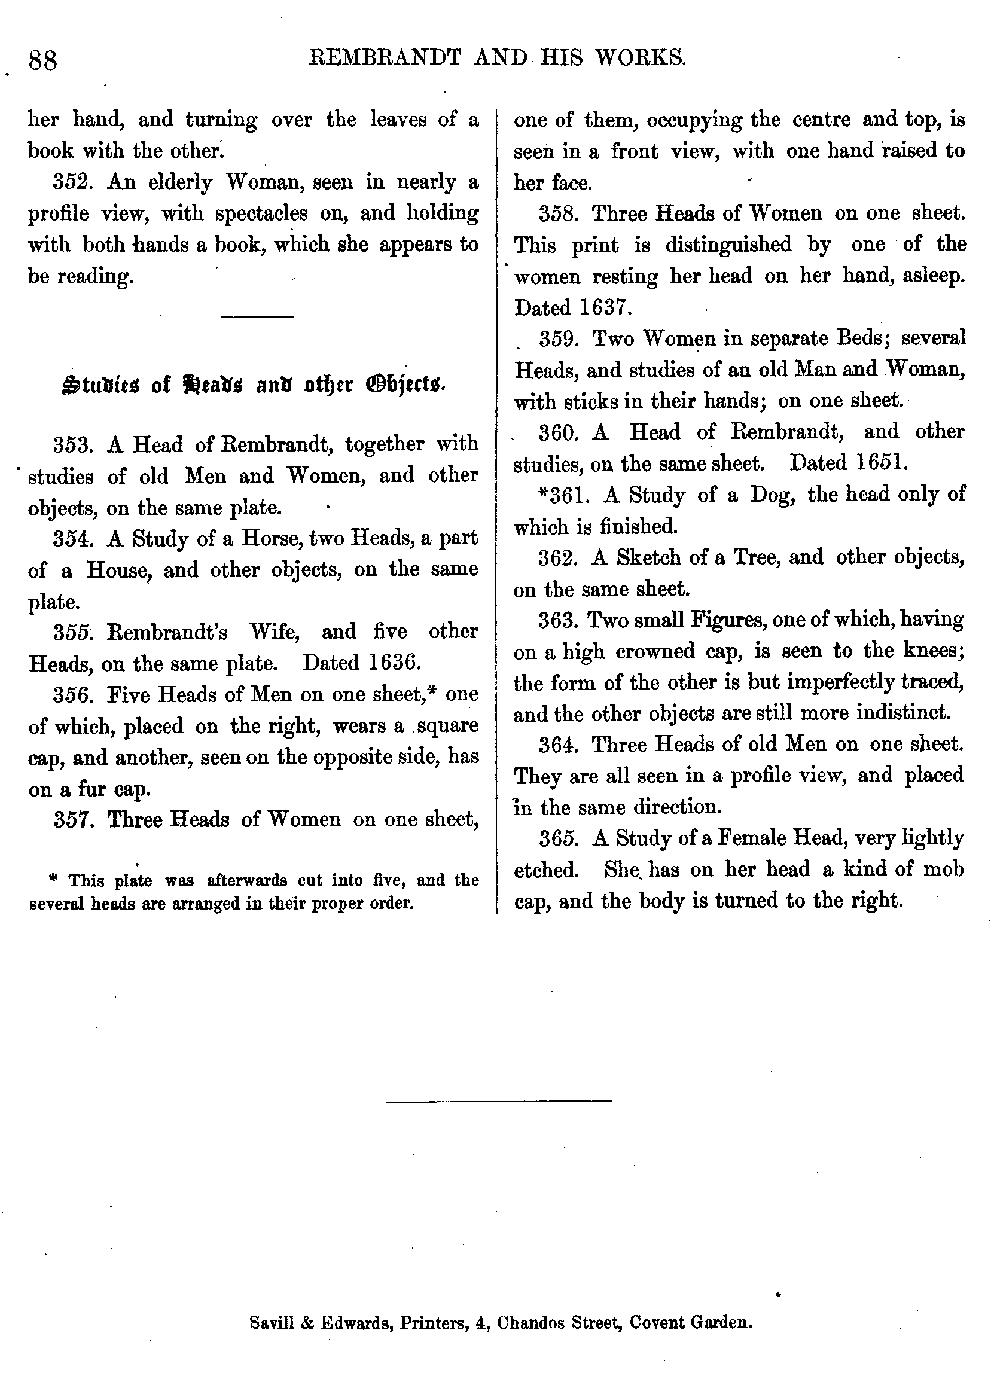 88
REMBRANDT AND HIS WORKS.
her hand, and turning over the leaves of a
book with the other.
352. An elderly Woman, seen in nearly a
profile view, with spectacles on, and holding
with both hands a book, which she appears to
be reading.
Studies of Heads and other Objects.
353. A Head of Rembrandt, together with
studies of old Men and Women, and other
objects, on the same plate.
354. A Study of a Horse, two Heads, a part
of a House, and other objects, on the same
plate.
355. Rembrandt's Wife, and five other
Heads, on the same plate. Dated 1636.
356. Five Heads of Men on one sheet,* one
of which, placed on the right, wears a square
cap, and another, seen on the opposite side, has
on a fur cap.
357. Three Heads of Women on one sheet,
* This plate was afterwards cut into five, and the
several heads are arranged in their proper order.
one of them, occupying the centre and top, is
seen in a front view, with one hand raised to
her face.
358. Three Heads of Women on one sheet.
This print is distinguished by one of the
women resting her head on her hand, asleep.
Dated 1637.
359. Two Women in separate Beds; several
Heads, and studies of an old Man and Woman,
with sticks in their hands; on one sheet.
360. A Head of Rembrandt, and other
studies, on the same sheet. Dated 1651.
*361. A Study of a Dog, the head only of
which is finished.
362. A Sketch of a Tree, and other objects,
on the same sheet.
363. Two small Figures, one of which, having
on a high crowned cap, is seen to the knees;
the form of the other is but imperfectly traced,
and the other objects are still more indistinct.
364. Three Heads of old Men on one sheet.
They are all seen in a profile view, and placed
in the same direction.
365. A Study of a Female Head, very lightly
etched. She has on her head a kind of mob
cap, and the body is turned to the right.
Savill & Edwards, Printers, 4, Chandos Street, Covent Garden.